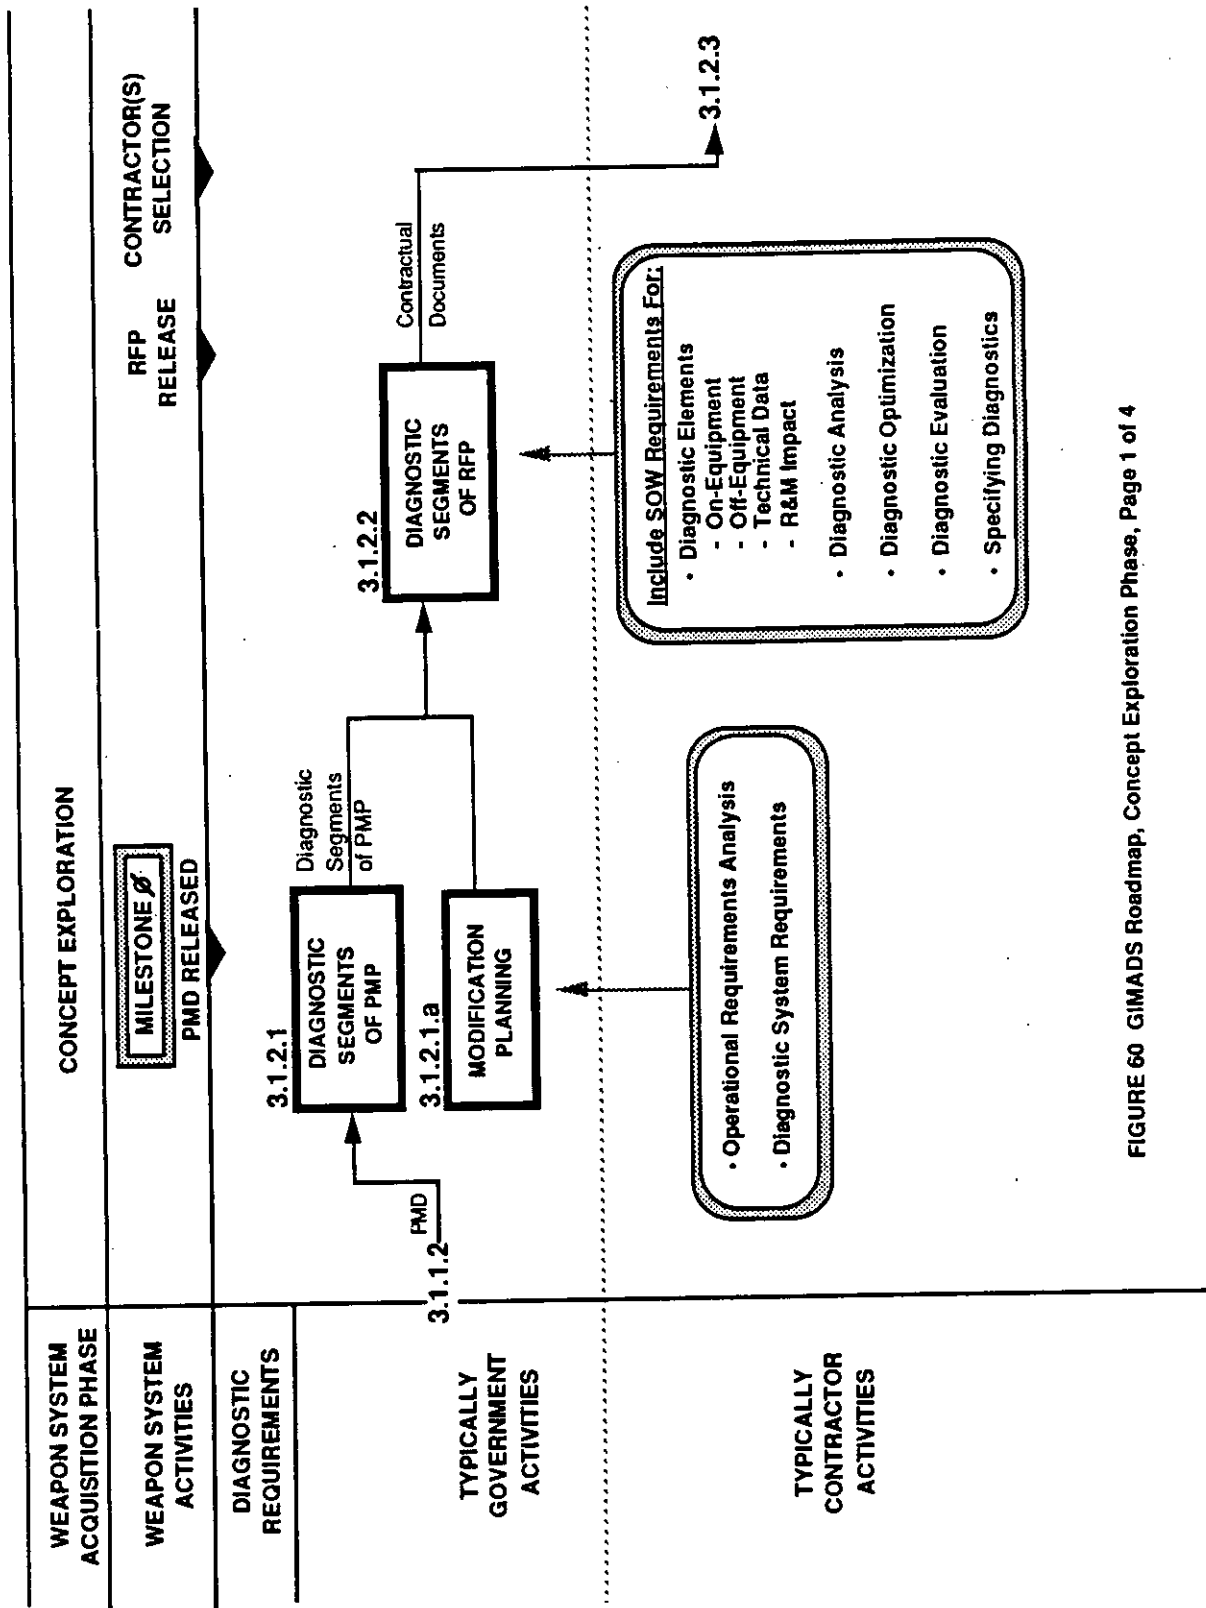 WEAPON SYSTEM
ACQUISITION PHASE
CONCEPT EXPLORATION
WEAPON SYSTEM
ACTIVITIES
MILESTONE Ø
PMD RELEASED
RFP
RELEASE
CONTRACTOR(S)
SELECTION
DIAGNOSTIC
REQUIREMENTS
TYPICALLY
GOVERNMENT
ACTIVITIES
3.1.1.2
PMD
3.1.2.1
DIAGNOSTIC
SEGMENTS
OF PMP
Diagnostic
Segments
of PMP
3.1.2.1.a
MODIFICATION
PLANNING
3.1.2.2
DIAGNOSTIC
SEGMENTS
OF RFP
Contractual
Documents
3.1.2.3
TYPICALLY
CONTRACTOR
ACTIVITIES
• Operational Requirements Analysis
• Diagnostic System Requirements
Include SOW Requirements For:
• Diagnostic Elements
- On-Equipment
- Off-Equipment
- Technical Data
- R&M Impact
• Diagnostic Analysis
• Diagnostic Optimization
• Diagnostic Evaluation
• Specifying Diagnostics
FIGURE 60 GIMADS Roadmap, Concept Exploration Phase, Page 1 of 4